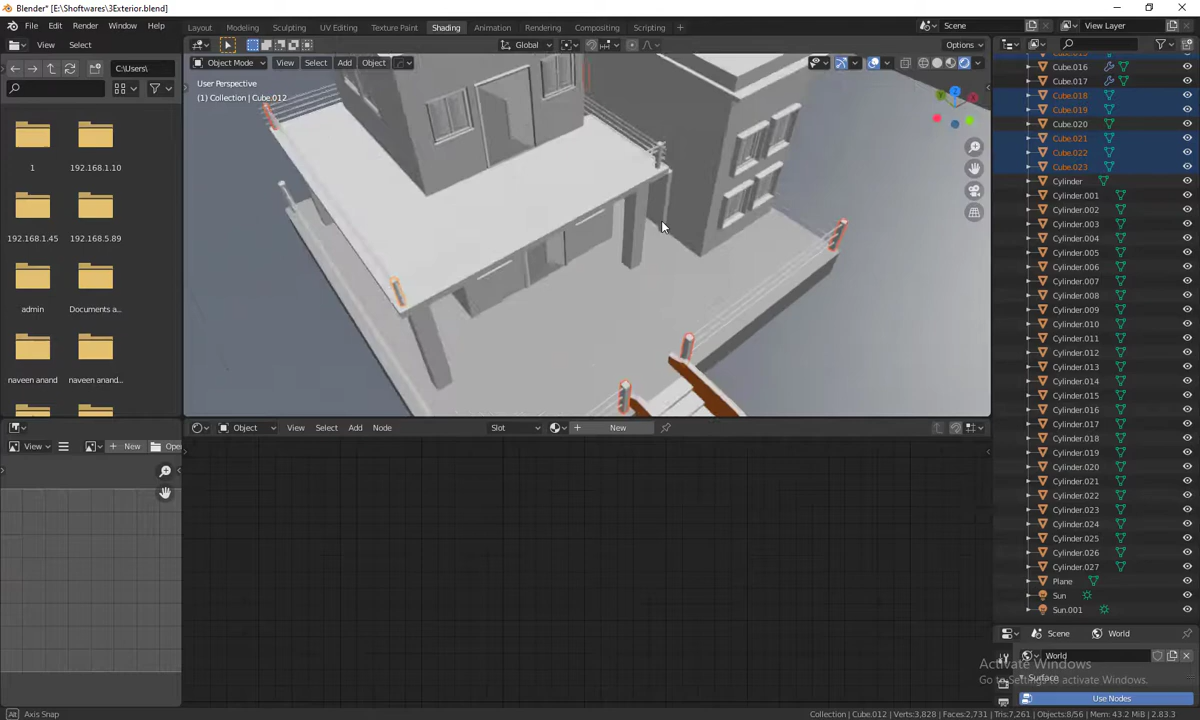 Blender* [E:\Shoftwares\3Exterior.blend]
File Edit Render Window Help
Layout Modeling Sculpting UV Editing Texture Paint Shading Animation Rendering Compositing Scripting
Scene
View Layer
View Select
Global
Options
Object Mode
View Select Add Object
C:\Users\
User Perspective
(1) Collection | Cube.012
1
192.168.1.10
192.168.1.45
192.168.5.89
admin
Documents a...
naveen anand
naveen anand...
Cube.016
Cube.017
Cube.018
Cube.019
Cube.020
Cube.021
Cube.022
Cube.023
Cylinder
Cylinder.001
Cylinder.002
Cylinder.003
Cylinder.004
Cylinder.005
Cylinder.006
Cylinder.007
Cylinder.008
Cylinder.009
Cylinder.010
Cylinder.011
Cylinder.012
Cylinder.013
Cylinder.014
Cylinder.015
Cylinder.016
Cylinder.017
Cylinder.018
Cylinder.019
Cylinder.020
Cylinder.021
Cylinder.022
Cylinder.023
Cylinder.024
Cylinder.025
Cylinder.026
Cylinder.027
Plane
Sun
Sun.001
View
New
Object
View Select Add Node
Slot
New
Scene World
World
Surface
Use Nodes
Activate Windows
Go to Settings to activate Windows.
Axis Snap
Collection | Cube.012 | Verts:3,828 | Faces:2,731 | Tris:7,261 | Objects:8/56 | Mem: 43.2 MiB | 2.83.3